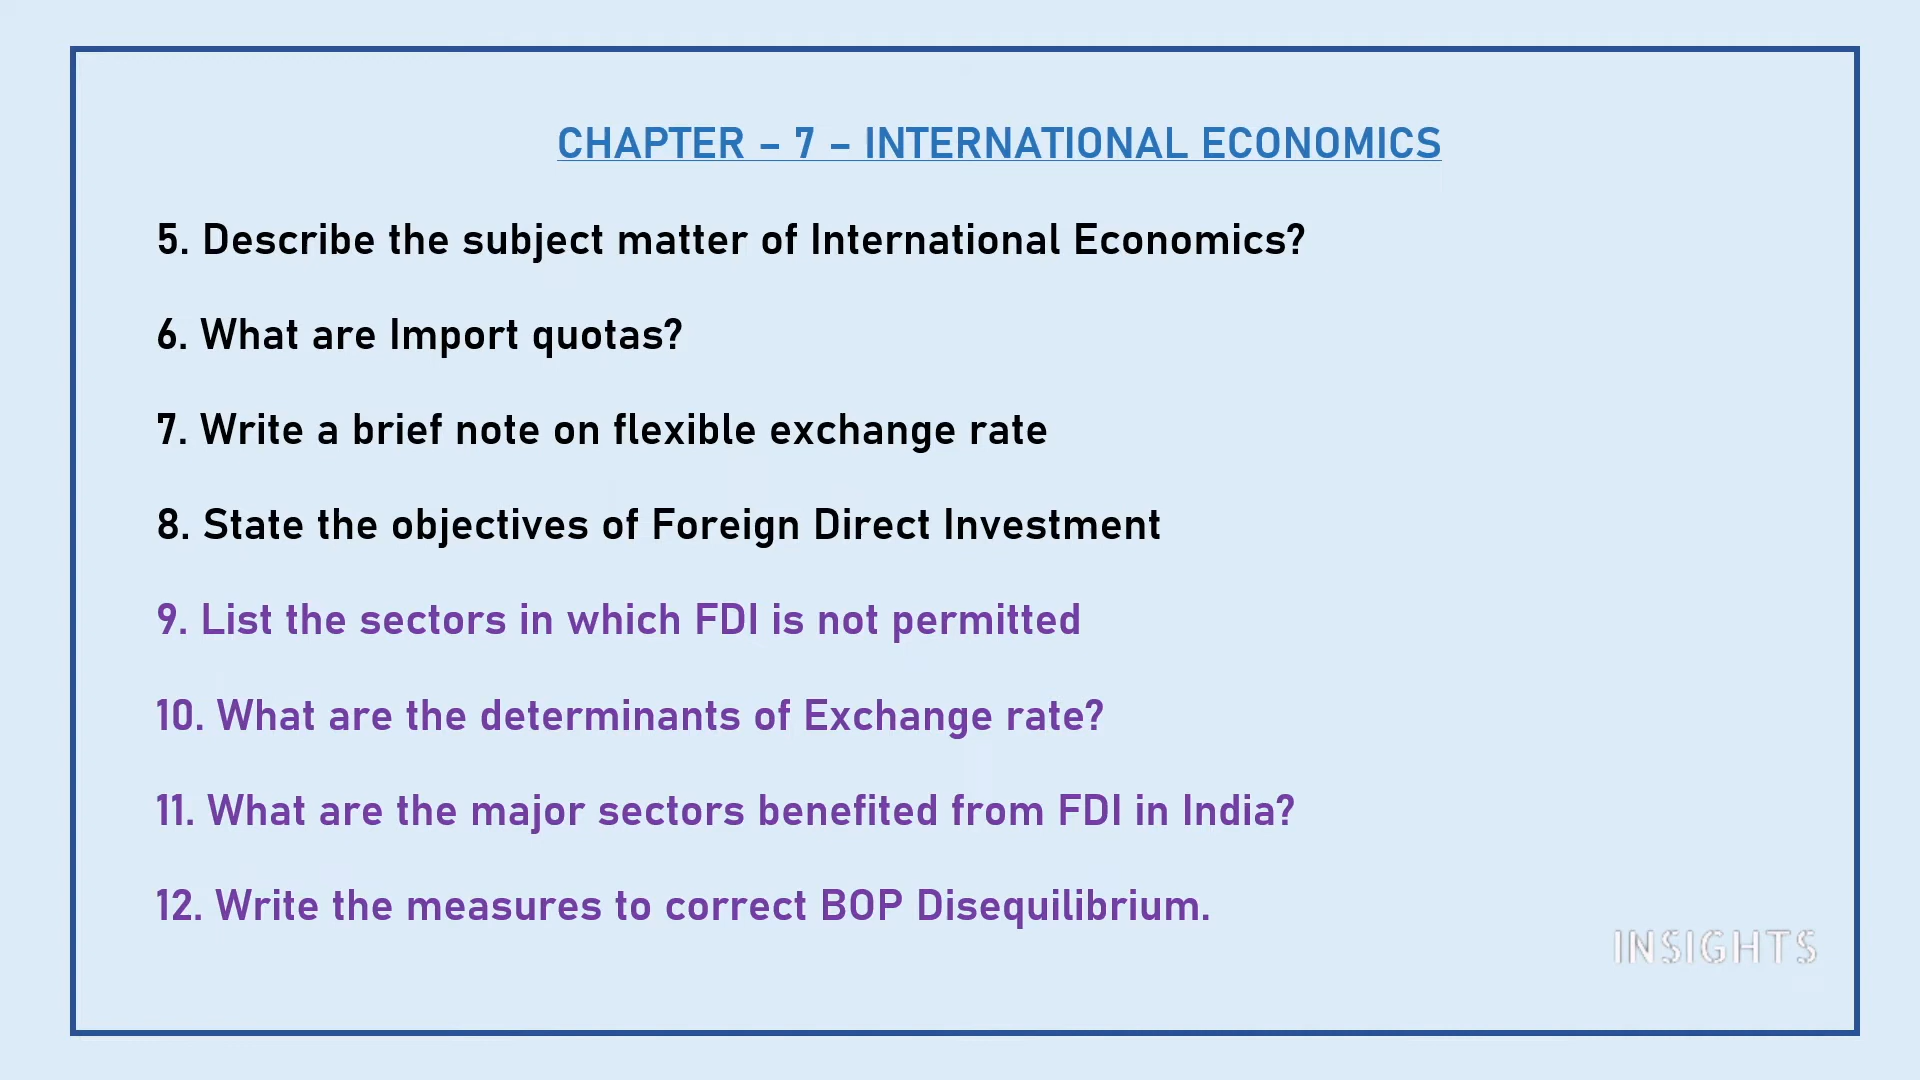 CHAPTER – 7 – INTERNATIONAL ECONOMICS
5. Describe the subject matter of International Economics?
6. What are Import quotas?
7. Write a brief note on flexible exchange rate
8. State the objectives of Foreign Direct Investment
9. List the sectors in which FDI is not permitted
10. What are the determinants of Exchange rate?
11. What are the major sectors benefited from FDI in India?
12. Write the measures to correct BOP Disequilibrium.
INSIGHTS